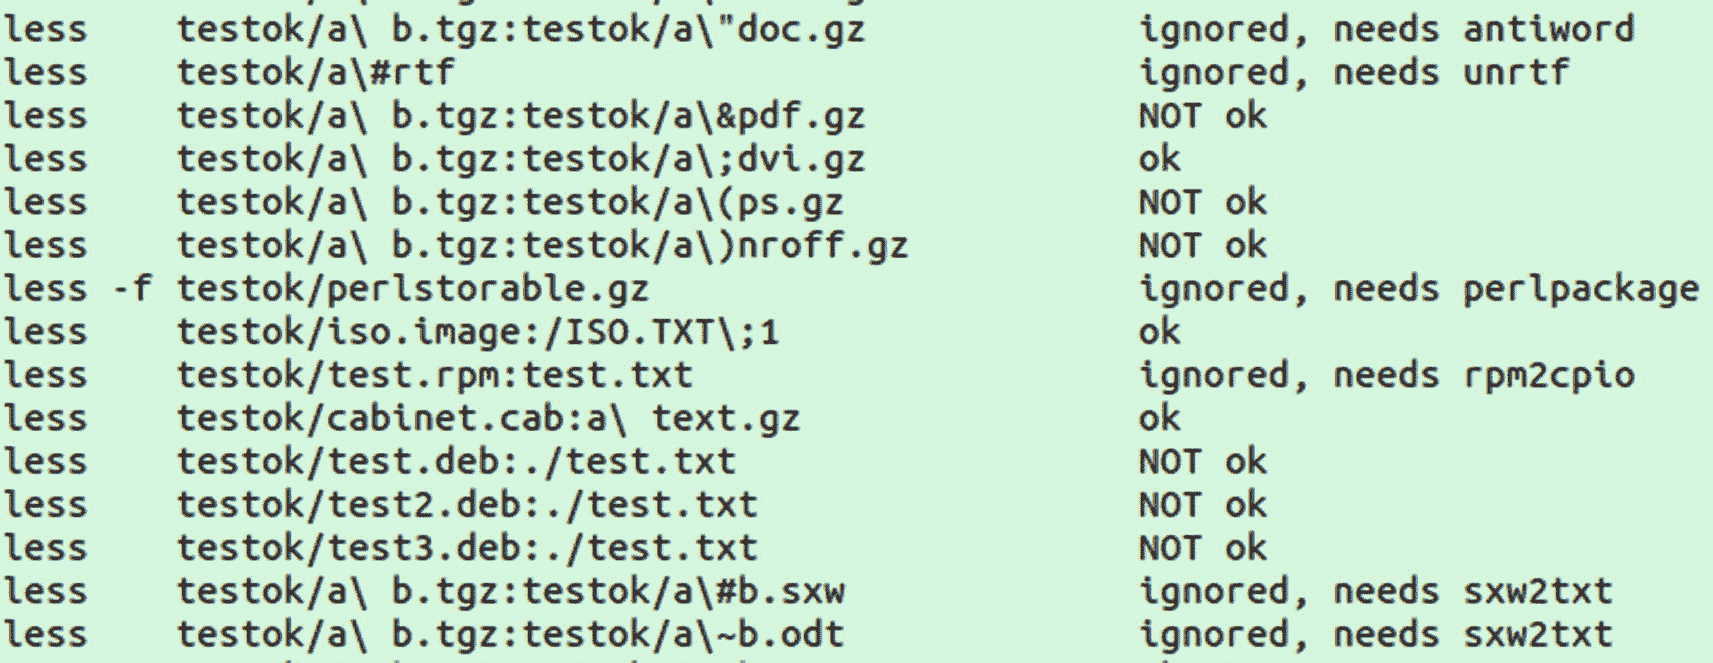 less    testok/a\ b.tgz:testok/a\"doc.gz             ignored, needs antiword
less    testok/a\#rtf                                ignored, needs unrtf
less    testok/a\ b.tgz:testok/a\&pdf.gz             NOT ok
less    testok/a\ b.tgz:testok/a\;dvi.gz             ok
less    testok/a\ b.tgz:testok/a\(ps.gz              NOT ok
less    testok/a\ b.tgz:testok/a\)nroff.gz           NOT ok
less -f testok/perlstorable.gz                       ignored, needs perlpackage
less    testok/iso.image:/ISO.TXT\;1                 ok
less    testok/test.rpm:test.txt                     ignored, needs rpm2cpio
less    testok/cabinet.cab:a\ text.gz                ok
less    testok/test.deb:./test.txt                   NOT ok
less    testok/test2.deb:./test.txt                  NOT ok
less    testok/test3.deb:./test.txt                  NOT ok
less    testok/a\ b.tgz:testok/a\#b.sxw              ignored, needs sxw2txt
less    testok/a\ b.tgz:testok/a\~b.odt              ignored, needs sxw2txt